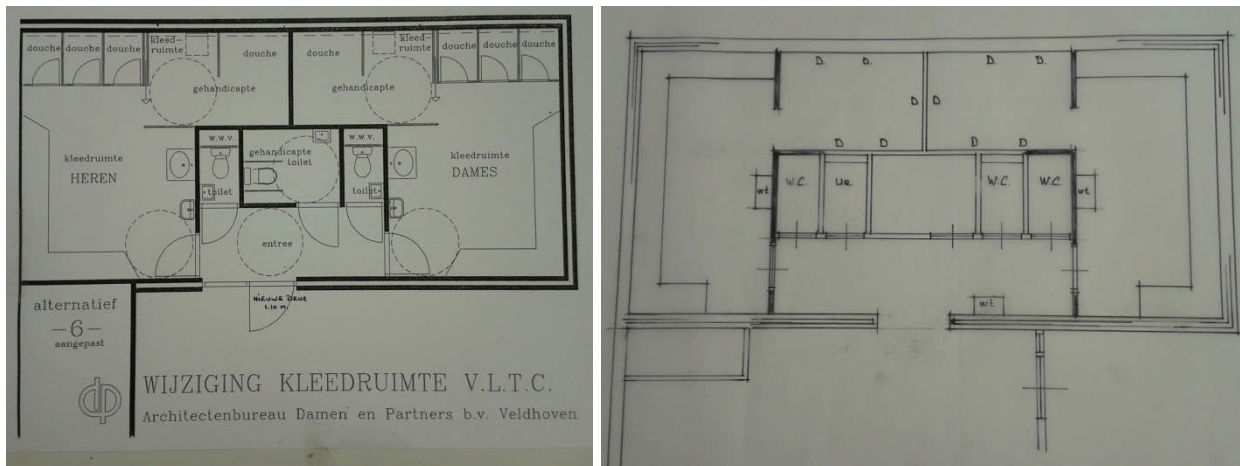 douche douche douche kleed-
ruimte douche douche kleed-
ruimte douche douche douche
gehandicapte gehandicapte
w.w.v. w.w.v.
gehandicapte
toilet
kleedruimte
HEREN
kleedruimte
DAMES
toilet toilet
entree
NIEUWE DEUR
1.10 M.
alternatief
-6-
aangepast
WIJZIGING KLEEDRUIMTE V.L.T.C.
Architectenbureau Damen en Partners b.v. Veldhoven
D. D. D. D.
D D
D D D D
W.C. W.C. W.C.
wt wt
wt